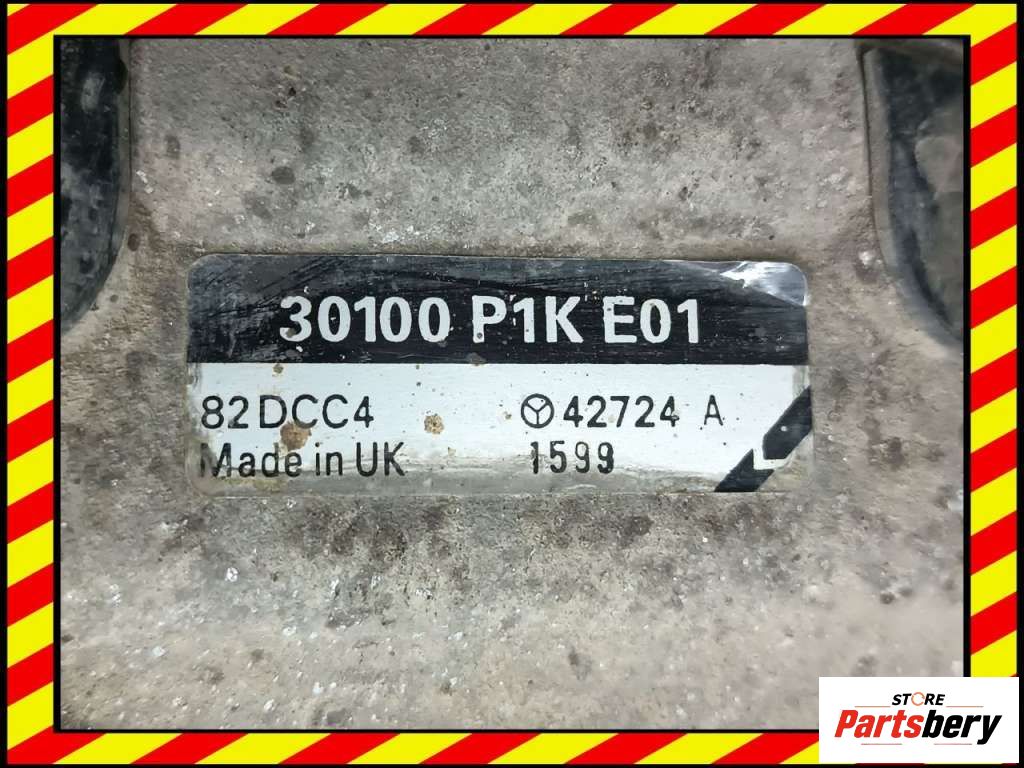 30100 P1K E01
82DCC4 42724 A
Made in UK 1599
STORE
Partsbery